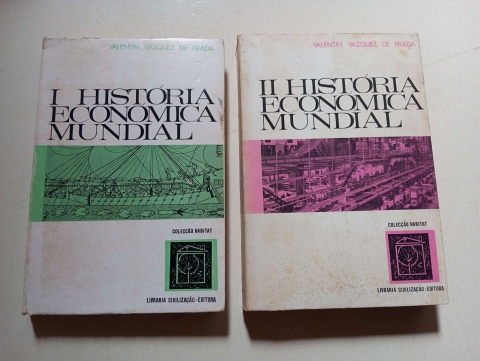 VALENTIN VAZQUEZ DE PRADA
I HISTÓRIA
ECONÓMICA
MUNDIAL
COLECÇÃO HABITAT
LIVRARIA CIVILIZAÇÃO - EDITORA
VALENTIN VAZQUEZ DE PRADA
II HISTÓRIA
ECONÓMICA
MUNDIAL
COLECÇÃO HABITAT
LIVRARIA CIVILIZAÇÃO - EDITORA